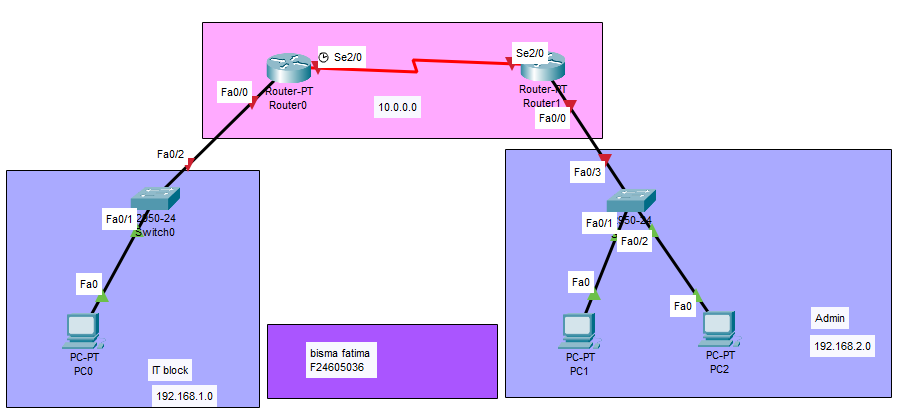 Se2/0
Se2/0
Fa0/0
Router-PT
Router0
Router-PT
Router1
10.0.0.0
Fa0/0
Fa0/2
Fa0/3
2950-24
Switch0
Fa0/1
950-24
Fa0/1
Fa0/2
Fa0
Fa0
Fa0
PC-PT
PC0
PC-PT
PC1
PC-PT
PC2
IT block
192.168.1.0
bisma fatima
F24605036
Admin
192.168.2.0